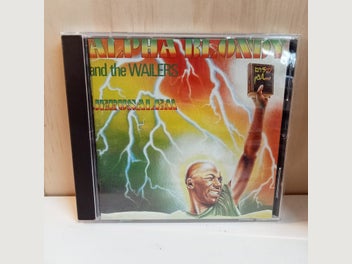 ALPHA BLONDY
and the WAILERS
JERUSALEM